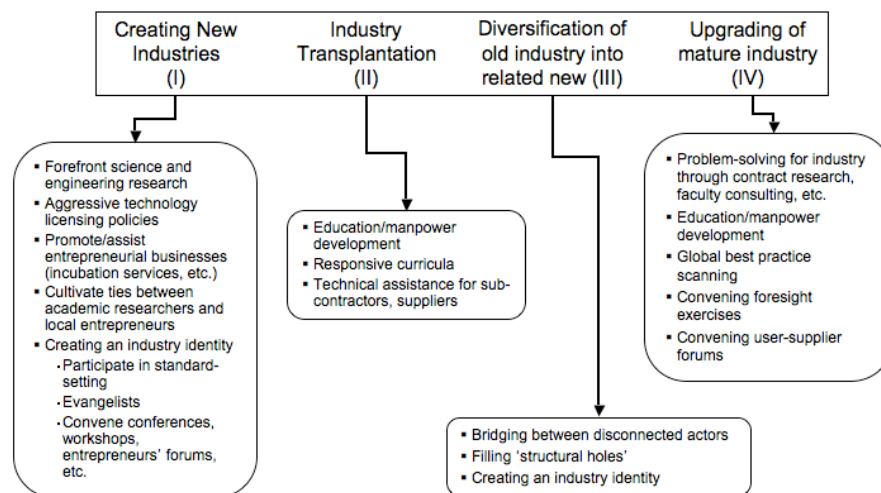 Creating New
Industries
(I)
Industry
Transplantation
(II)
Diversification of
old industry into
related new (III)
Upgrading of
mature industry
(IV)
▪ Forefront science and
engineering research
▪ Aggressive technology
licensing policies
▪ Promote/assist
entrepreneurial businesses
(incubation services, etc.)
▪ Cultivate ties between
academic researchers and
local entrepreneurs
▪ Creating an industry identity
▪ Participate in standard-
setting
▪ Evangelists
▪ Convene conferences,
workshops,
entrepreneurs’ forums,
etc.
▪ Education/manpower
development
▪ Responsive curricula
▪ Technical assistance for sub-
contractors, suppliers
▪ Bridging between disconnected actors
▪ Filling ‘structural holes’
▪ Creating an industry identity
▪ Problem-solving for industry
through contract research,
faculty consulting, etc.
▪ Education/manpower
development
▪ Global best practice
scanning
▪ Convening foresight
exercises
▪ Convening user-supplier
forums